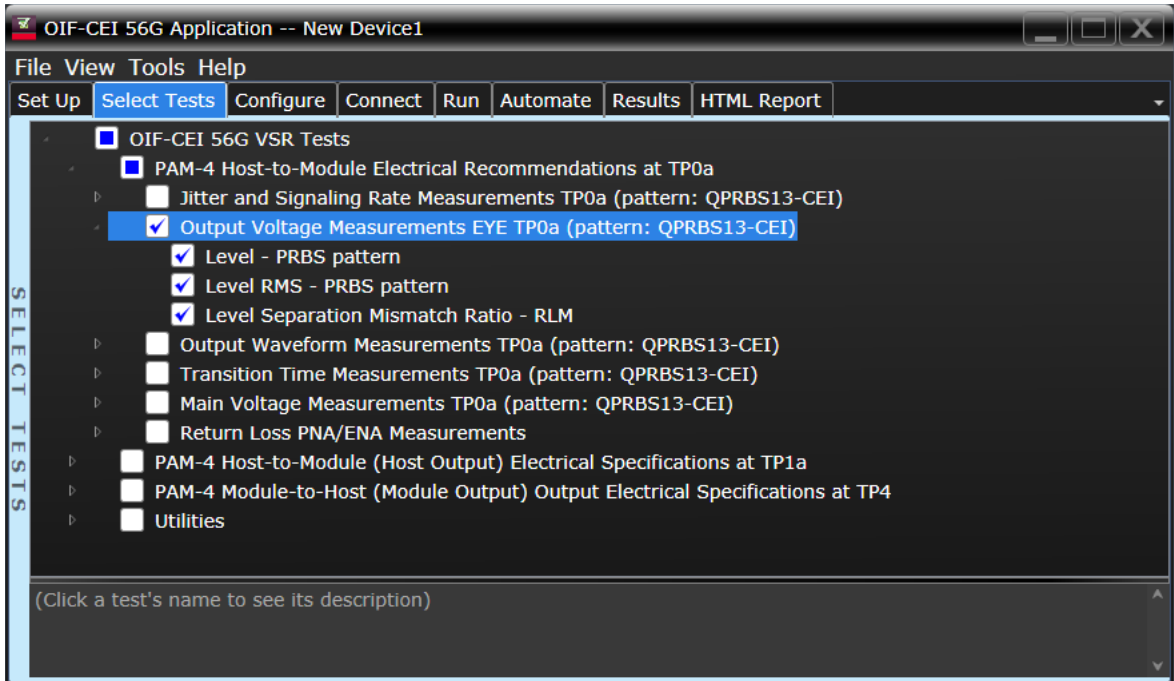 OIF-CEI 56G Application -- New Device1
File View Tools Help
Set Up Select Tests Configure Connect Run Automate Results HTML Report
SELECT TESTS
OIF-CEI 56G VSR Tests
PAM-4 Host-to-Module Electrical Recommendations at TP0a
Jitter and Signaling Rate Measurements TP0a (pattern: QPRBS13-CEI)
Output Voltage Measurements EYE TP0a (pattern: QPRBS13-CEI)
Level - PRBS pattern
Level RMS - PRBS pattern
Level Separation Mismatch Ratio - RLM
Output Waveform Measurements TP0a (pattern: QPRBS13-CEI)
Transition Time Measurements TP0a (pattern: QPRBS13-CEI)
Main Voltage Measurements TP0a (pattern: QPRBS13-CEI)
Return Loss PNA/ENA Measurements
PAM-4 Host-to-Module (Host Output) Electrical Specifications at TP1a
PAM-4 Module-to-Host (Module Output) Output Electrical Specifications at TP4
Utilities
(Click a test's name to see its description)